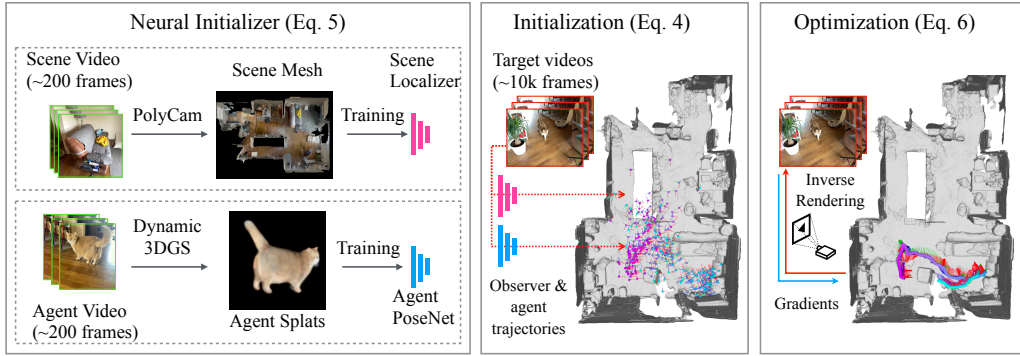 Neural Initializer (Eq. 5)
Scene Video
(~200 frames)
PolyCam
Scene Mesh
Training
Scene
Localizer
Agent Video
(~200 frames)
Dynamic
3DGS
Agent Splats
Training
Agent
PoseNet
Initialization (Eq. 4)
Target videos
(~10k frames)
Observer &
agent
trajectories
Optimization (Eq. 6)
Inverse
Rendering
Gradients